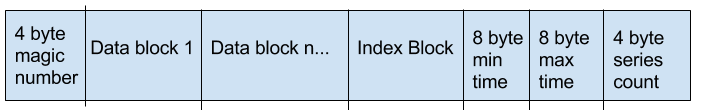 4 byte
magic
number
Data block 1
Data block n...
Index Block
8 byte
min
time
8 byte
max
time
4 byte
series
count